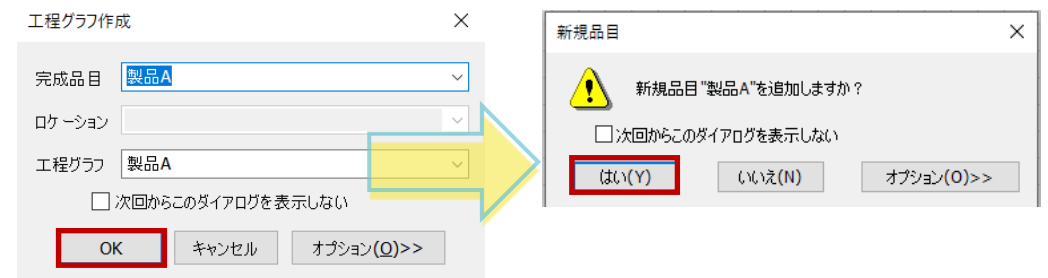 工程グラフ作成
完成品目 製品A
ロケーション
工程グラフ 製品A
次回からこのダイアログを表示しない
OK キャンセル オプション(O)>>
新規品目
新規品目"製品A"を追加しますか？
次回からこのダイアログを表示しない
はい(Y) いいえ(N) オプション(O)>>